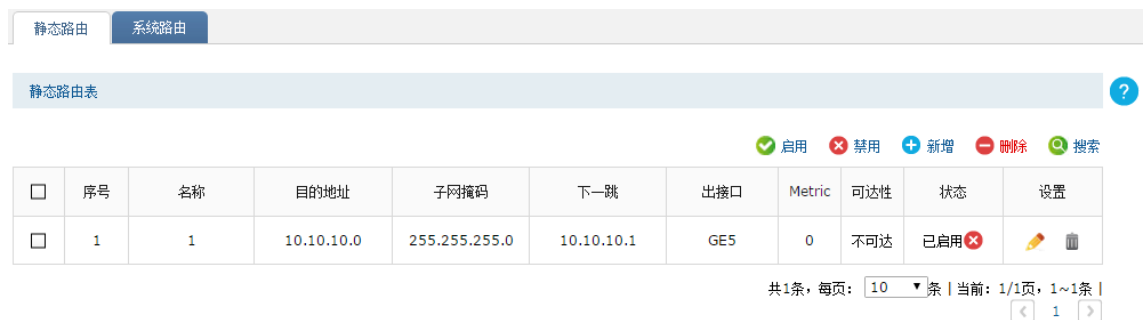 静态路由 系统路由
静态路由表 ?
启用 禁用 新增 删除 搜索
序号 名称 目的地址 子网掩码 下一跳 出接口 Metric 可达性 状态 设置
1 1 10.10.10.0 255.255.255.0 10.10.10.1 GE5 0 不可达 已启用
共1条，每页： 10 条 | 当前：1/1页，1~1条 |
< 1 >